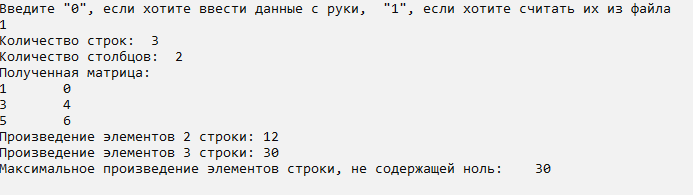 Введите "0", если хотите ввести данные с руки,  "1", если хотите считать их из файла
1
Количество строк:  3
Количество столбцов:  2
Полученная матрица:
1       0
3       4
5       6
Произведение элементов 2 строки: 12
Произведение элементов 3 строки: 30
Максимальное произведение элементов строки, не содержащей ноль:    30